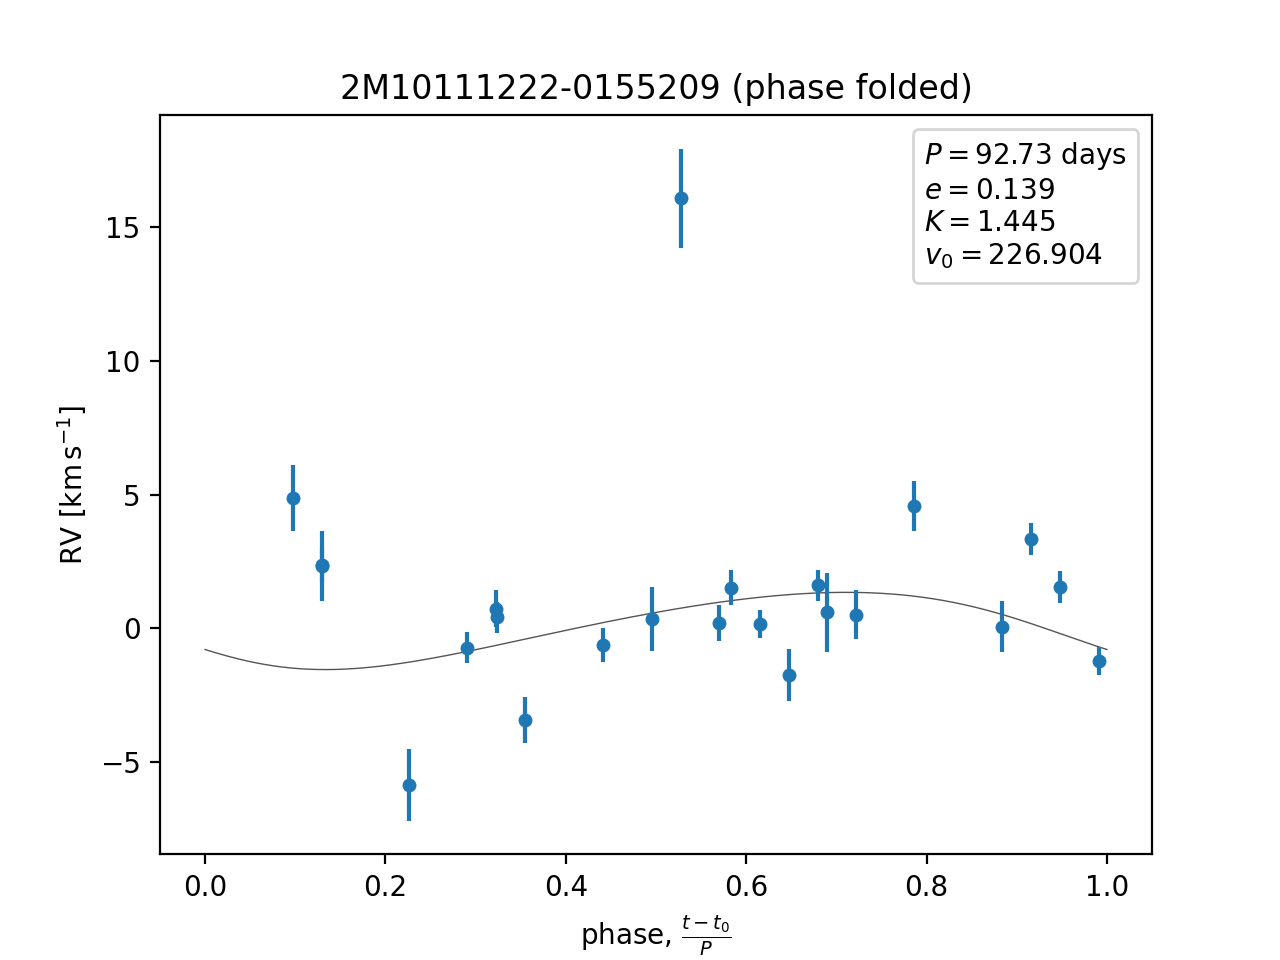 2M10111222-0155209 (phase folded)
P = 92.73 days
e = 0.139
K = 1.445
v₀ = 226.904
15
10
5
0
−5
RV [km s⁻¹]
0.0 0.2 0.4 0.6 0.8 1.0
phase, (t − t₀)/P